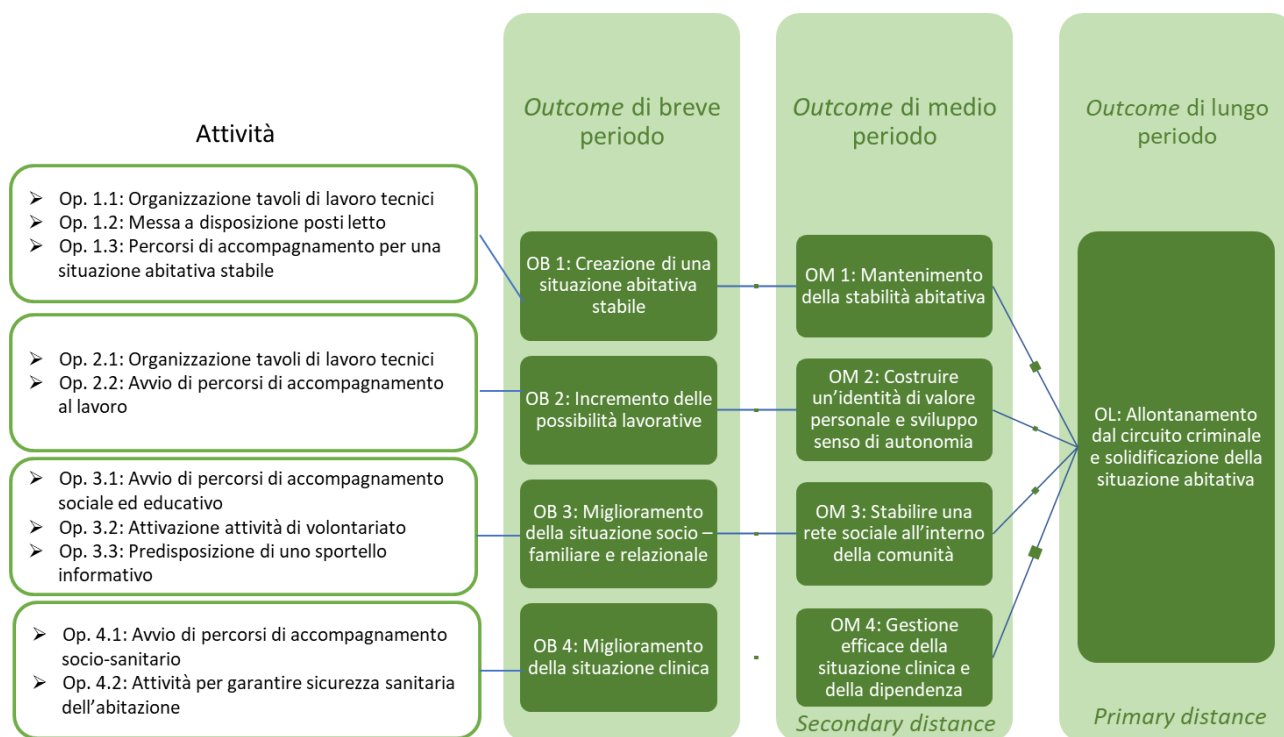 Attività
➢ Op. 1.1: Organizzazione tavoli di lavoro tecnici
➢ Op. 1.2: Messa a disposizione posti letto
➢ Op. 1.3: Percorsi di accompagnamento per una
situazione abitativa stabile
➢ Op. 2.1: Organizzazione tavoli di lavoro tecnici
➢ Op. 2.2: Avvio di percorsi di accompagnamento
al lavoro
➢ Op. 3.1: Avvio di percorsi di accompagnamento
sociale ed educativo
➢ Op. 3.2: Attivazione attività di volontariato
➢ Op. 3.3: Predisposizione di uno sportello
informativo
➢ Op. 4.1: Avvio di percorsi di accompagnamento
socio-sanitario
➢ Op. 4.2: Attività per garantire sicurezza sanitaria
dell'abitazione
Outcome di breve
periodo
OB 1: Creazione di una
situazione abitativa
stabile
OB 2: Incremento delle
possibilità lavorative
OB 3: Miglioramento
della situazione socio –
familiare e relazionale
OB 4: Miglioramento
della situazione clinica
Outcome di medio
periodo
OM 1: Mantenimento
della stabilità abitativa
OM 2: Costruire
un'identità di valore
personale e sviluppo
senso di autonomia
OM 3: Stabilire una
rete sociale all'interno
della comunità
OM 4: Gestione
efficace della
situazione clinica e
della dipendenza
Secondary distance
Outcome di lungo
periodo
OL: Allontanamento
dal circuito criminale
e solidificazione della
situazione abitativa
Primary distance